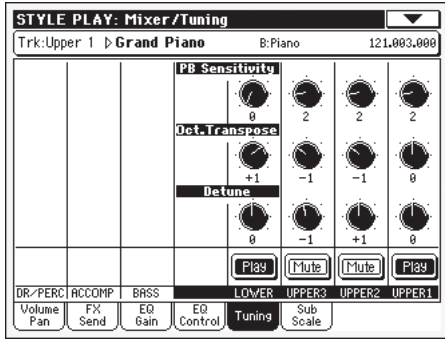 STYLE PLAY: Mixer/Tuning
Trk:Upper 1 ▷Grand Piano B:Piano 121.003.000
PB Sensitivity
0 2 2 2
Oct.Transpose
+1 -1 -1 0
Detune
0 -1 +1 0
Play Mute Mute Play
DR/PERC ACCOMP BASS LOWER UPPER3 UPPER2 UPPER1
Volume Pan FX Send EQ Gain EQ Control Tuning Sub Scale